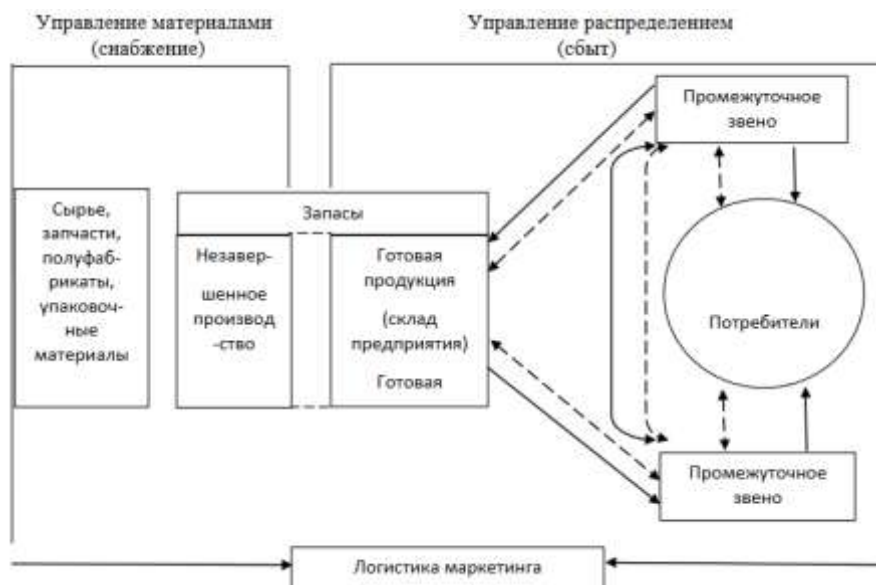 Управление материалами
(снабжение)
Управление распределением
(сбыт)
Промежуточное
звено
Сырье,
запчасти,
полуфаб-
рикаты,
упаковоч-
ные
материалы
Запасы
Незавер-
шенное
производ
-ство
Готовая
продукция
(склад
предприятия)
Готовая
Потребители
Промежуточное
звено
Логистика маркетинга